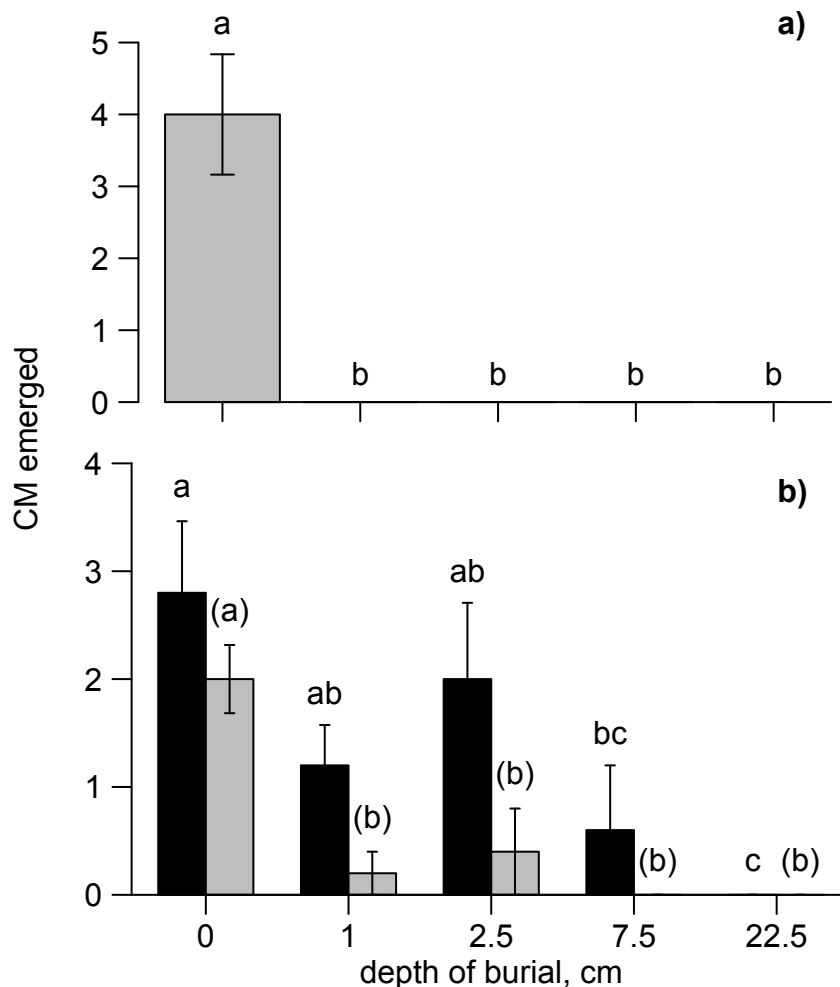 a)
a
5
4
3
2
1
0
b b b b
CM emerged
b)
4
3
2
1
0
a
(a)
ab
(b)
ab
(b)
bc
(b)
c (b)
0 1 2.5 7.5 22.5
depth of burial, cm